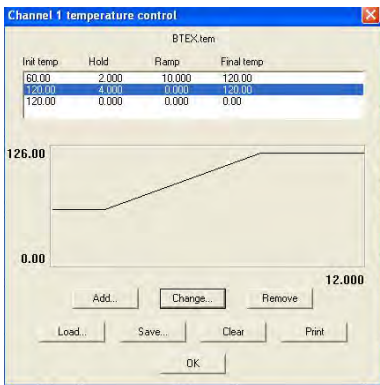 Channel 1 temperature control
BTEX.tem
Init temp Hold Ramp Final temp
60.00 2.000 10.000 120.00
120.00 4.000 0.000 120.00
120.00 0.000 0.000 0.00
126.00
0.00
12.000
Add... Change... Remove
Load... Save... Clear Print
OK